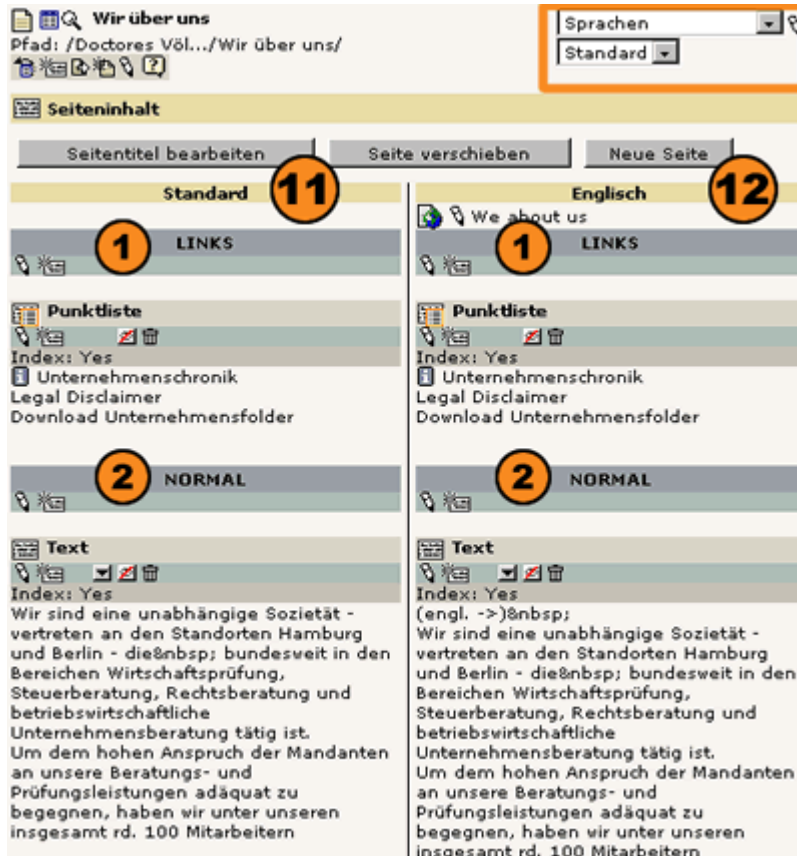 Wir über uns
Pfad: /Doctores Völ.../Wir über uns/
Sprachen
Standard
Seiteninhalt
Seitentitel bearbeiten
Seite verschieben
Neue Seite
Standard
11
1
LINKS
Punktliste
Index: Yes
Unternehmenschronik
Legal Disclaimer
Download Unternehmensfolder
2
NORMAL
Text
Index: Yes
Wir sind eine unabhängige Sozietät -
vertreten an den Standorten Hamburg
und Berlin - die&nbsp; bundesweit in den
Bereichen Wirtschaftsprüfung,
Steuerberatung, Rechtsberatung und
betriebswirtschaftliche
Unternehmensberatung tätig ist.
Um dem hohen Anspruch der Mandanten
an unsere Beratungs- und
Prüfungsleistungen adäquat zu
begegnen, haben wir unter unseren
insgesamt rd. 100 Mitarbeitern
Englisch
12
We about us
1
LINKS
Punktliste
Index: Yes
Unternehmenschronik
Legal Disclaimer
Download Unternehmensfolder
2
NORMAL
Text
Index: Yes
(engl. ->)&nbsp;
Wir sind eine unabhängige Sozietät -
vertreten an den Standorten Hamburg
und Berlin - die&nbsp; bundesweit in den
Bereichen Wirtschaftsprüfung,
Steuerberatung, Rechtsberatung und
betriebswirtschaftliche
Unternehmensberatung tätig ist.
Um dem hohen Anspruch der Mandanten
an unsere Beratungs- und
Prüfungsleistungen adäquat zu
begegnen, haben wir unter unseren
insgesamt rd. 100 Mitarbeitern